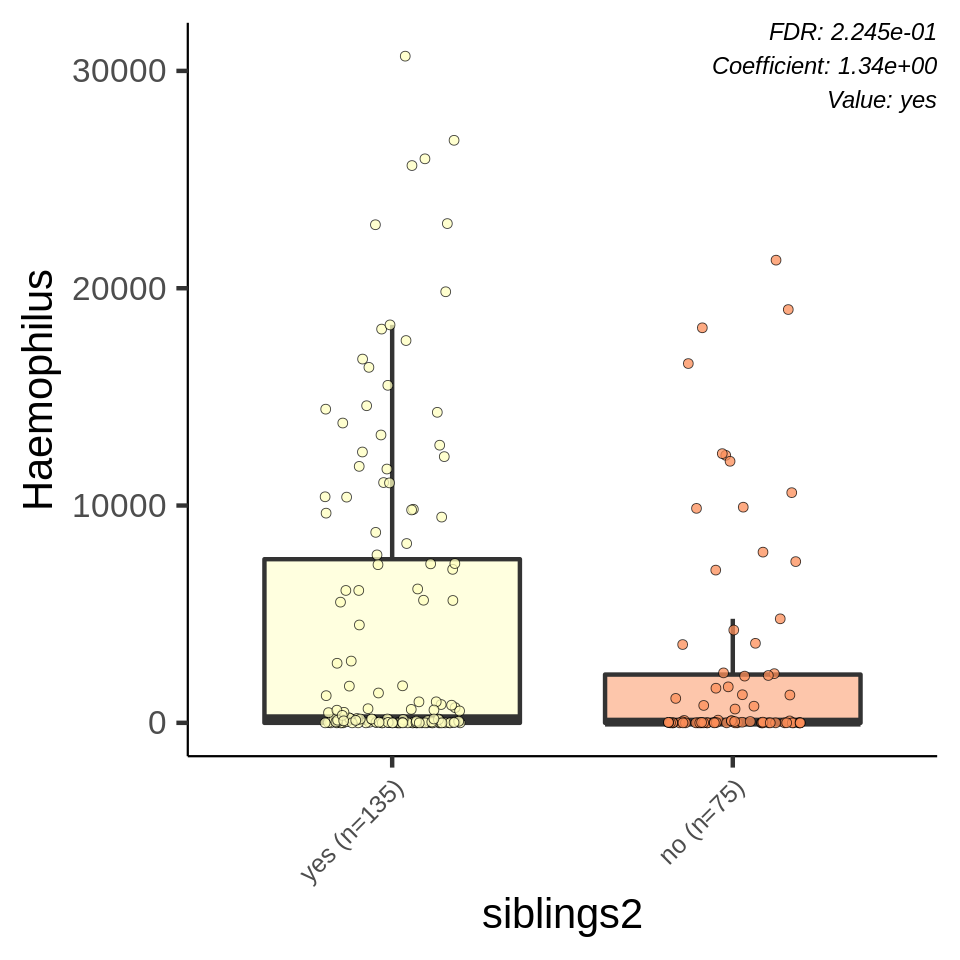 FDR: 2.245e-01
Coefficient: 1.34e+00
Value: yes
30000
20000
10000
0
Haemophilus
yes (n=135)
no (n=75)
siblings2